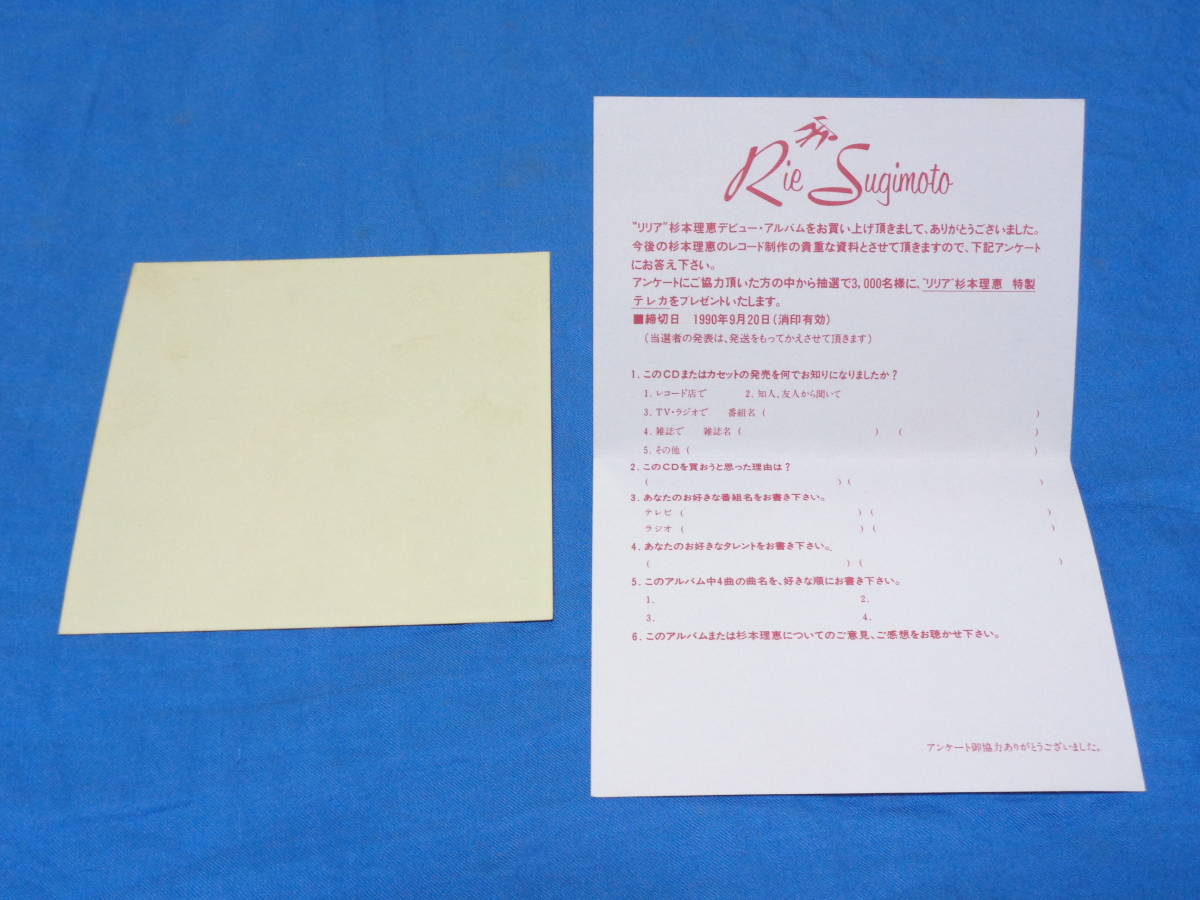 Rie Sugimoto
"リリア"杉本理恵デビュー・アルバムをお買い上げ頂きまして、ありがとうございました。
今後の杉本理恵のレコード制作の貴重な資料とさせて頂きますので、下記アンケート
にお答え下さい。
アンケートにご協力頂いた方の中から抽選で3,000名様に、"リリア"杉本理恵 特製
テレカをプレゼントいたします。
■締切日 1990年9月20日(消印有効)
(当選者の発表は、発送をもってかえさせて頂きます)
1. このCDまたはカセットの発売を何でお知りになりましたか?
1. レコード店で 2. 知人、友人から聞いて
3. TV・ラジオで 番組名 ( )
4. 雑誌で 雑誌名 ( ) ( )
5. その他 ( )
2. このCDを買おうと思った理由は?
( ) ( )
3. あなたのお好きな番組名をお書き下さい。
テレビ ( ) ( )
ラジオ ( ) ( )
4. あなたのお好きなタレントをお書き下さい。
( ) ( )
5. このアルバム中4曲の曲名を、好きな順にお書き下さい。
1. 2.
3. 4.
6. このアルバムまたは杉本理恵についてのご意見、ご感想をお聴かせ下さい。
アンケート御協力ありがとうございました。